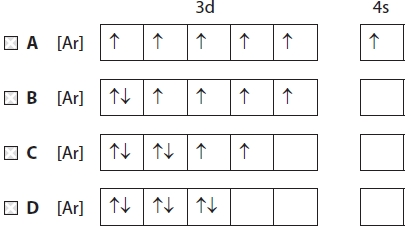 3d 4s
A [Ar] ↑ ↑ ↑ ↑ ↑ ↑
B [Ar] ↑↓ ↑ ↑ ↑ ↑
C [Ar] ↑↓ ↑↓ ↑ ↑
D [Ar] ↑↓ ↑↓ ↑↓